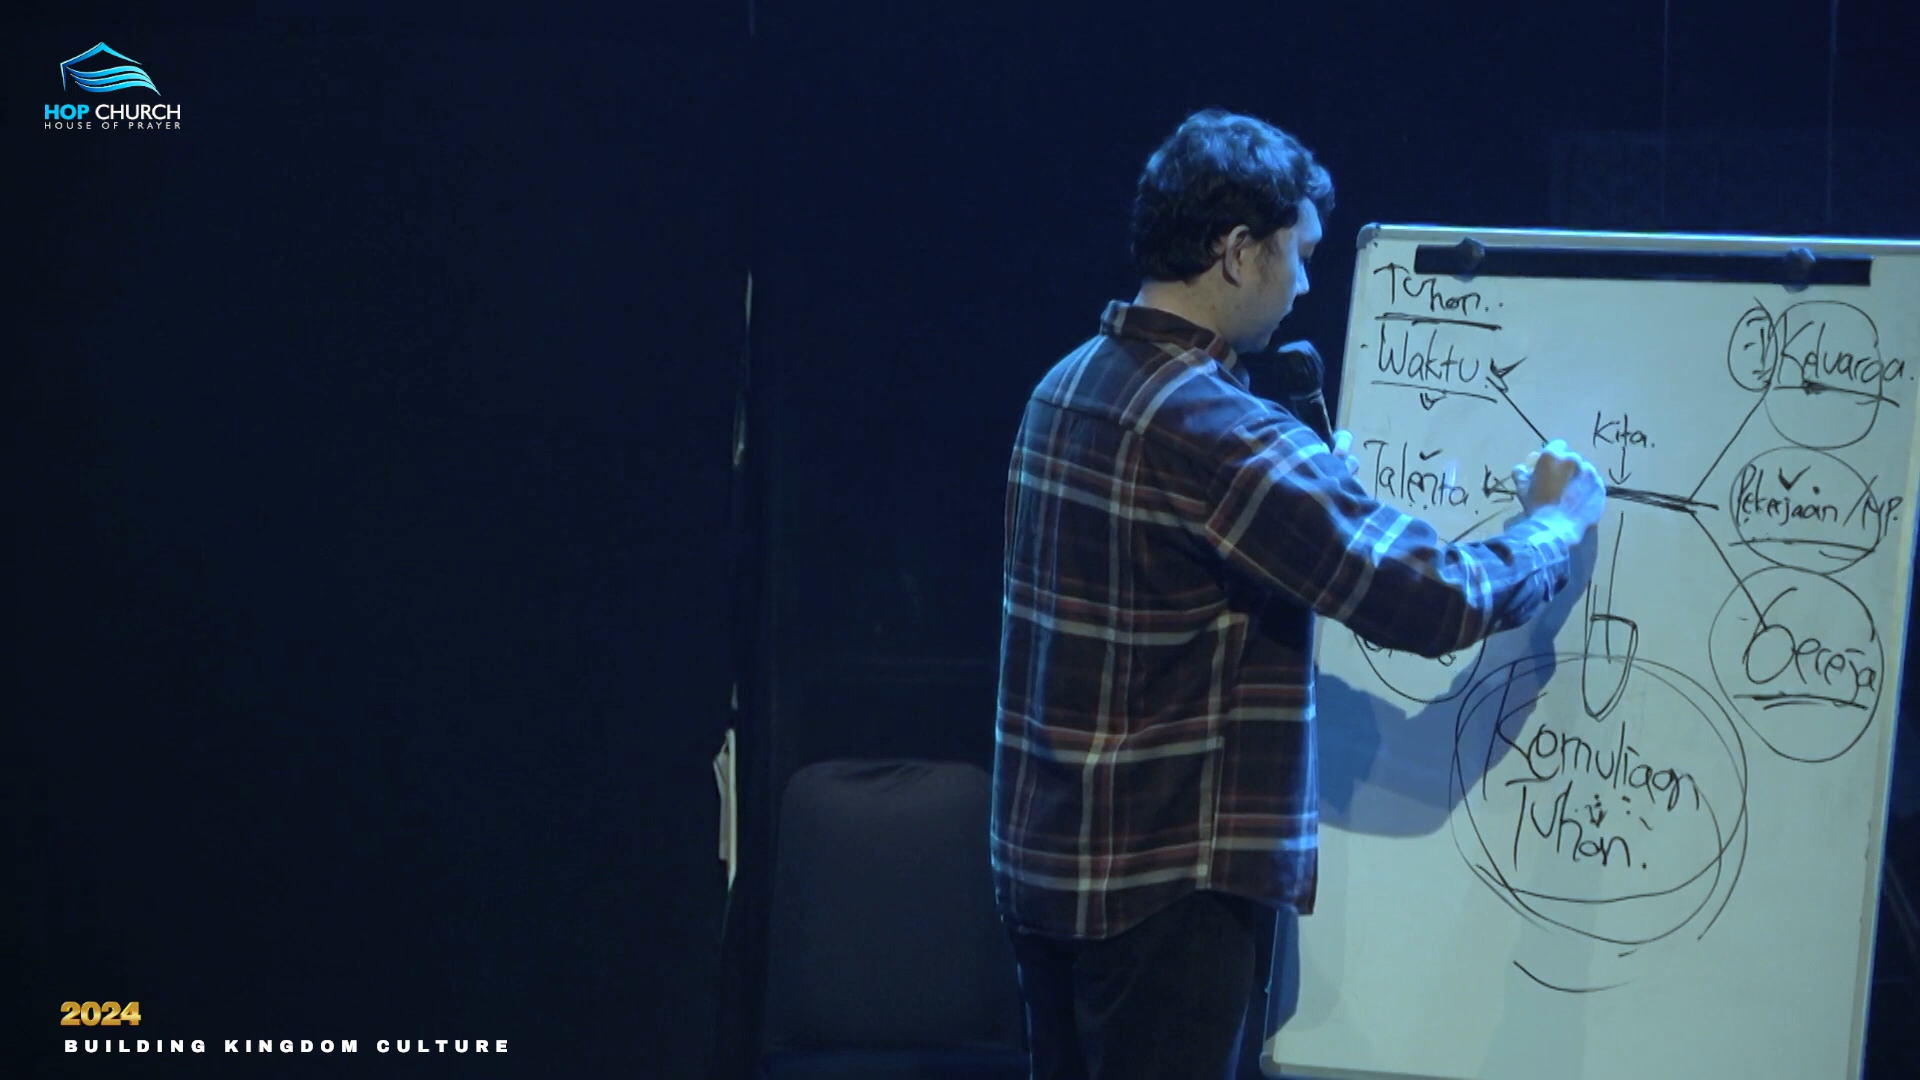 HOP CHURCH
HOUSE OF PRAYER
Tuhan..
- Waktu
Talenta
Kita.
Keluarga.
Pekerjaan /
Gereja
Kemuliaan
Tuhan.
2024
BUILDING KINGDOM CULTURE